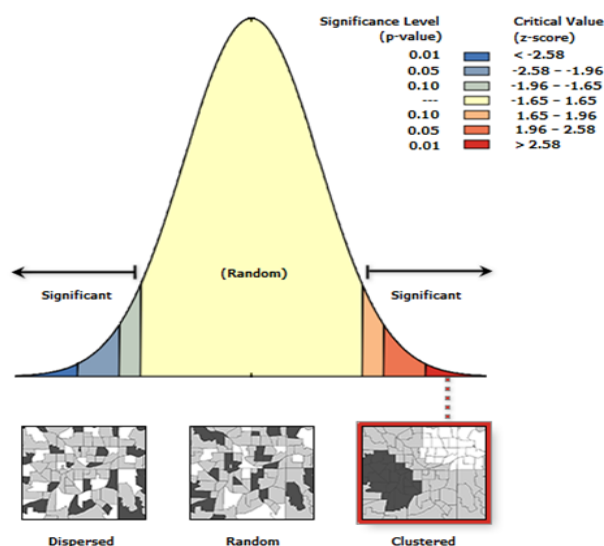 Significance Level Critical Value
(p-value) (z-score)
0.01 < -2.58
0.05 -2.58 – -1.96
0.10 -1.96 – -1.65
--- -1.65 – 1.65
0.10 1.65 – 1.96
0.05 1.96 – 2.58
0.01 > 2.58
(Random)
Significant Significant
Dispersed Random Clustered